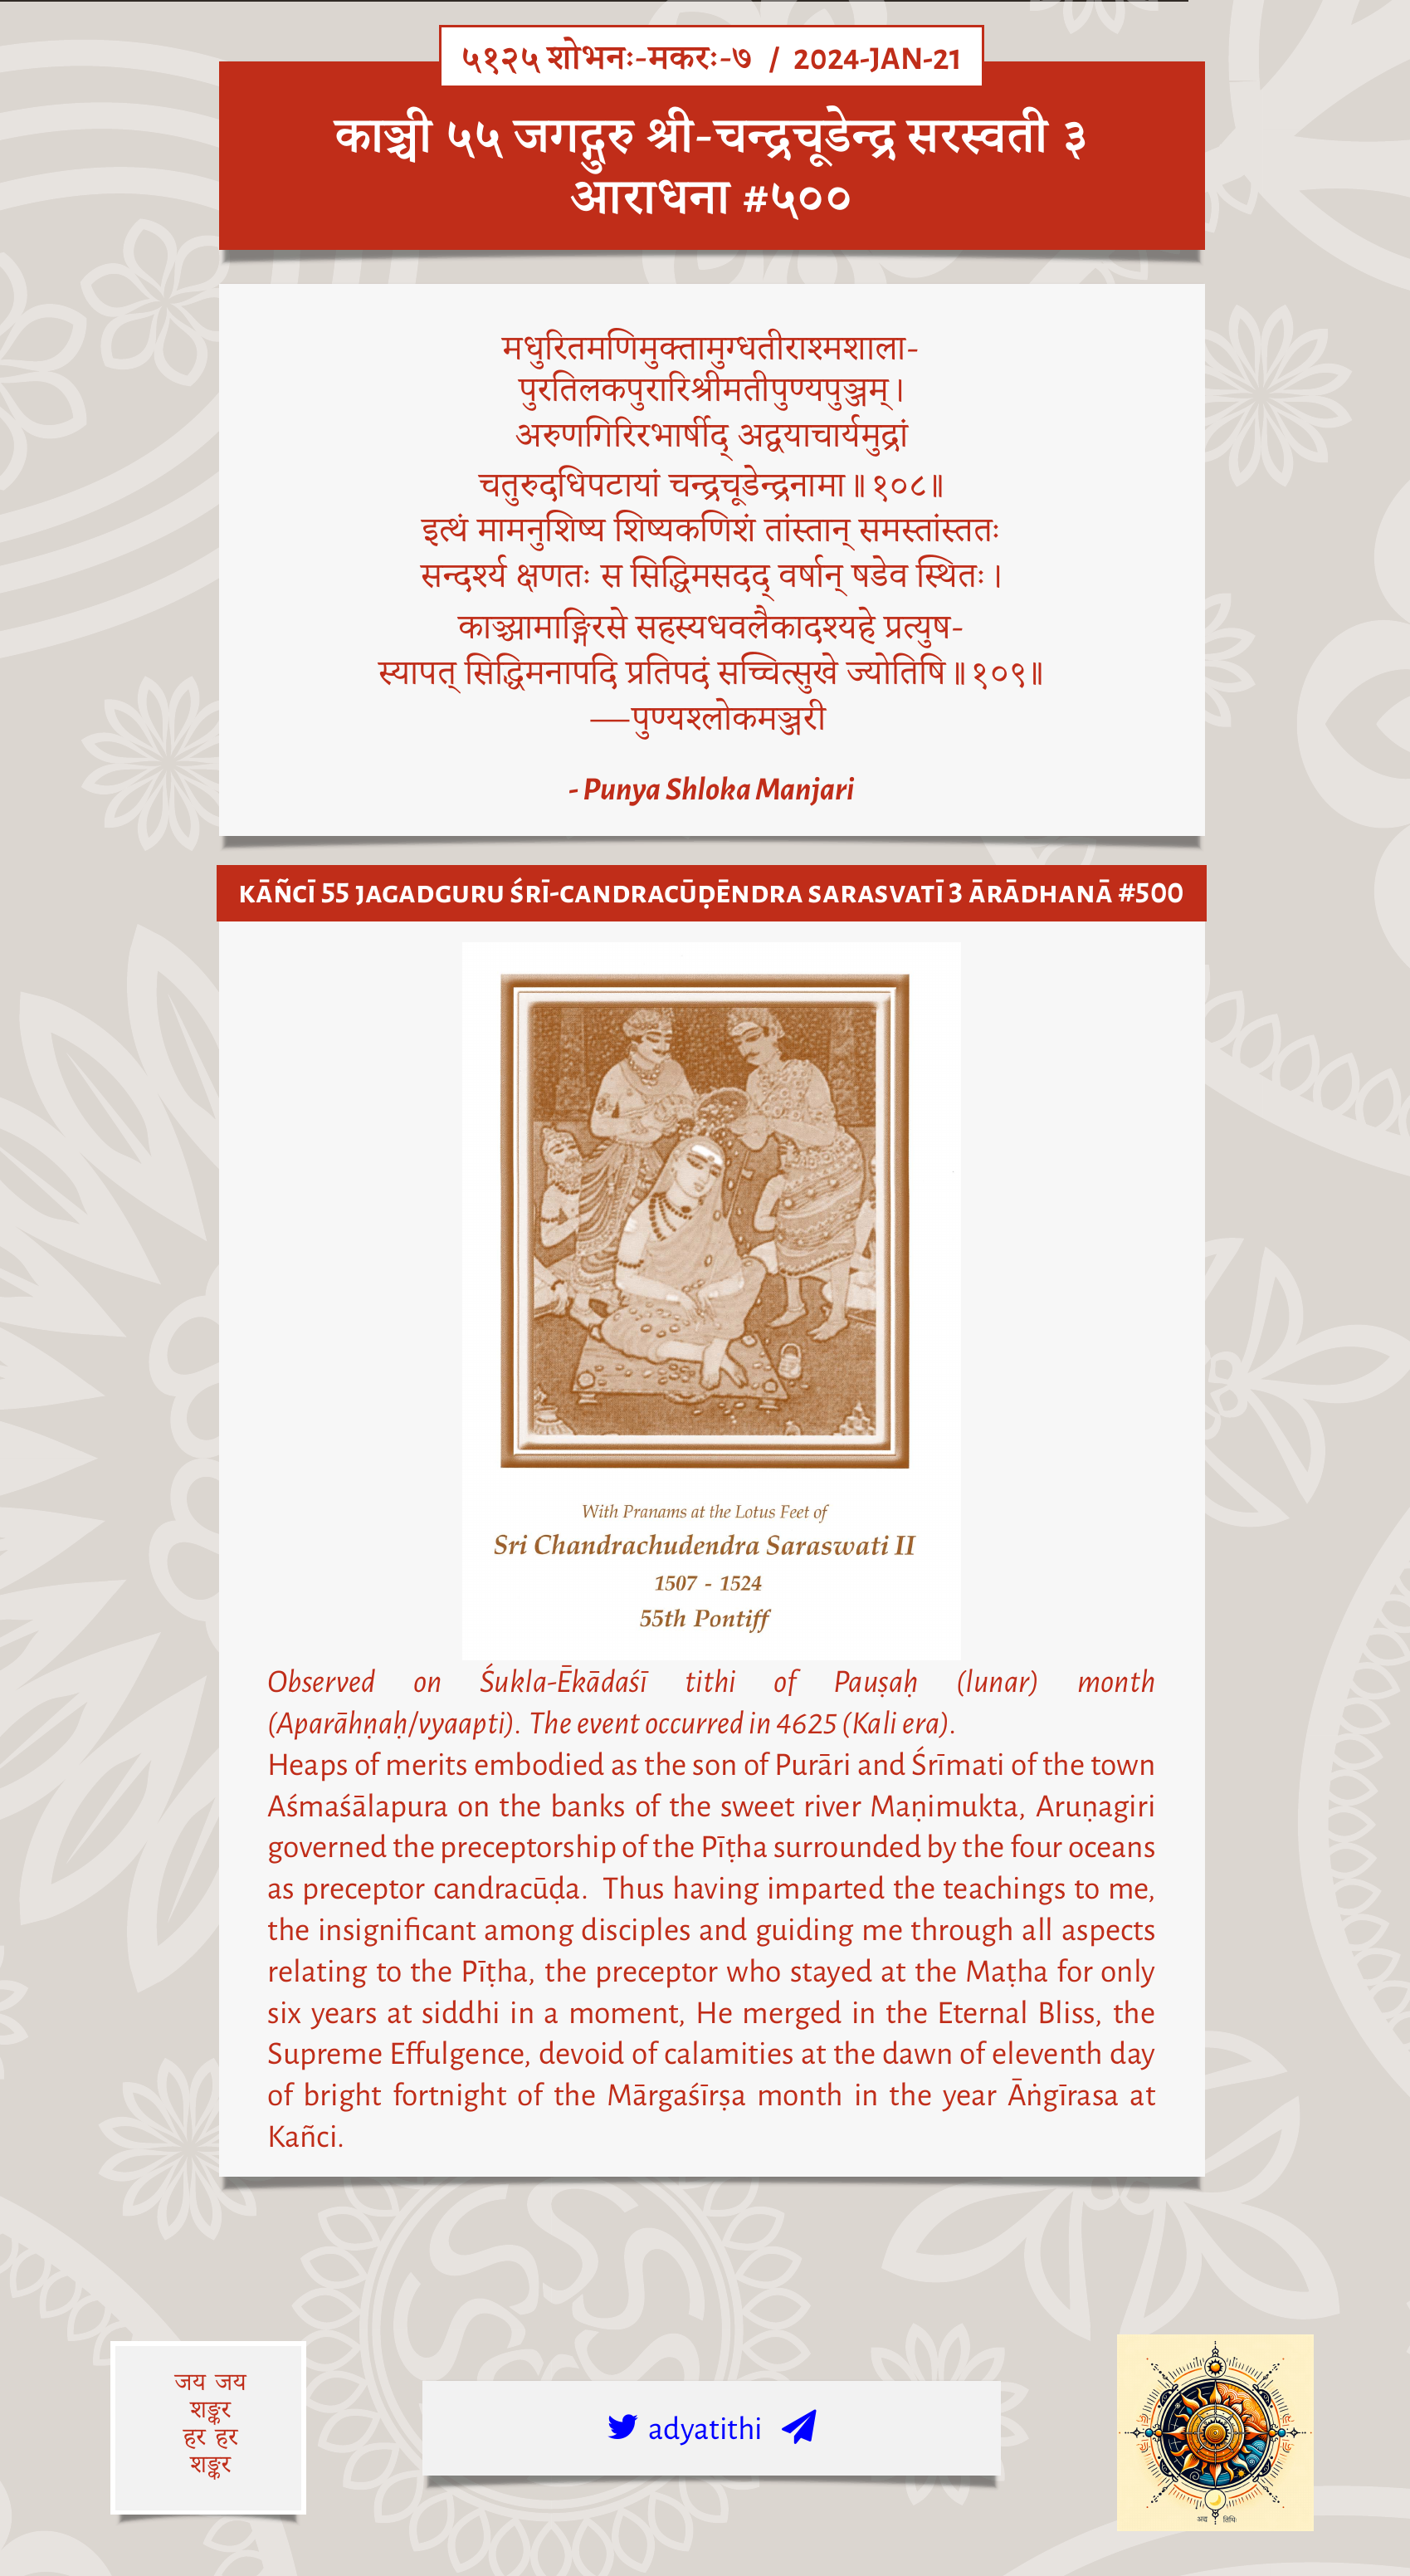 ५१२५ शोभनः-मकरः-७ / 2024-JAN-21
काञ्ची ५५ जगद्गुरु श्री-चन्द्रचूडेन्द्र सरस्वती ३
आराधना #५००
मधुरितमणिमुक्तामुग्धतीराश्मशाला-
पुरतिलकपुरारिश्रीमतीपुण्यपुञ्जम्।
अरुणगिरिरभार्षीद् अद्वयाचार्यमुद्रां
चतुरुदधिपटायां चन्द्रचूडेन्द्रनामा॥१०८॥
इत्थं मामनुशिष्य शिष्यकणिशं तांस्तान् समस्तांस्ततः
सन्दर्श्य क्षणतः स सिद्धिमसदद् वर्षान् षडेव स्थितः।
काञ्च्यामाङ्गिरसे सहस्यधवलैकादश्यहे प्रत्युष-
स्यापत् सिद्धिमनापदि प्रतिपदं सच्चित्सुखे ज्योतिषि॥१०९॥
—पुण्यश्लोकमञ्जरी
- Punya Shloka Manjari
KĀÑCĪ 55 JAGADGURU ŚRĪ-CANDRACŪḌĒNDRA SARASVATĪ 3 ĀRĀDHANĀ #500
With Pranams at the Lotus Feet of
Sri Chandrachudendra Saraswati II
1507 - 1524
55th Pontiff
Observed on Śukla-Ēkādaśī tithi of Pauṣaḥ (lunar) month
(Aparāhṇaḥ/vyaapti). The event occurred in 4625 (Kali era).
Heaps of merits embodied as the son of Purāri and Śrīmati of the town
Aśmaśālapura on the banks of the sweet river Maṇimukta, Aruṇagiri
governed the preceptorship of the Pīṭha surrounded by the four oceans
as preceptor candracūḍa. Thus having imparted the teachings to me,
the insignificant among disciples and guiding me through all aspects
relating to the Pīṭha, the preceptor who stayed at the Maṭha for only
six years at siddhi in a moment, He merged in the Eternal Bliss, the
Supreme Effulgence, devoid of calamities at the dawn of eleventh day
of bright fortnight of the Mārgaśīrṣa month in the year Āṅgīrasa at
Kañci.
जय जय
शङ्कर
हर हर
शङ्कर
adyatithi
अद्य तिथिः